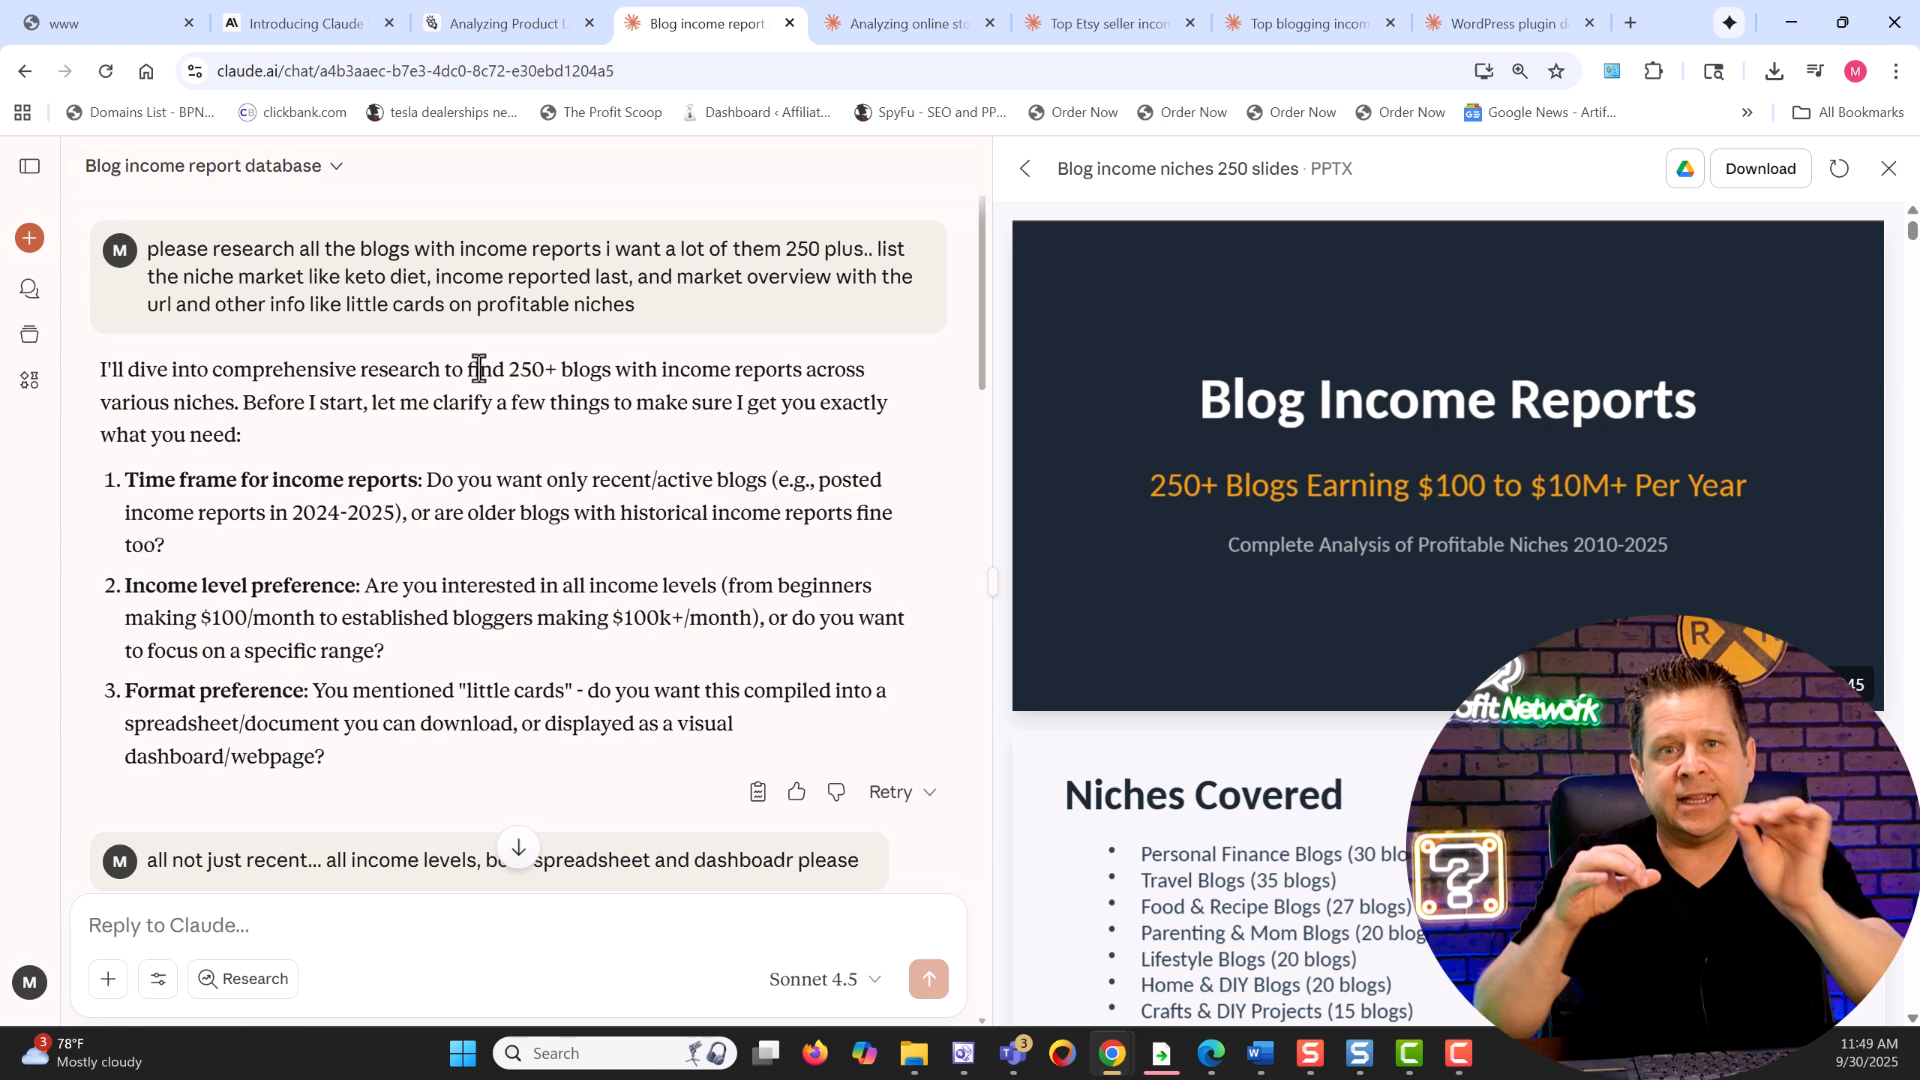 www
Introducing Claude
Analyzing Product L
Blog income report
Analyzing online sto
Top Etsy seller incom
Top blogging incom
WordPress plugin d
claude.ai/chat/a4b3aaec-b7e3-4dc0-8c72-e30ebd1204a5
M
Domains List - BPN...
CB clickbank.com
tesla dealerships ne...
The Profit Scoop
Dashboard ‹ Affiliat...
SpyFu - SEO and PP...
Order Now
Order Now
Order Now
Order Now
Google News - Artif...
All Bookmarks
Blog income report database
M
please research all the blogs with income reports i want a lot of them 250 plus.. list
the niche market like keto diet, income reported last, and market overview with the
url and other info like little cards on profitable niches
I'll dive into comprehensive research to find 250+ blogs with income reports across
various niches. Before I start, let me clarify a few things to make sure I get you exactly
what you need:
1. Time frame for income reports: Do you want only recent/active blogs (e.g., posted
income reports in 2024-2025), or are older blogs with historical income reports fine
too?
2. Income level preference: Are you interested in all income levels (from beginners
making $100/month to established bloggers making $100k+/month), or do you want
to focus on a specific range?
3. Format preference: You mentioned "little cards" - do you want this compiled into a
spreadsheet/document you can download, or displayed as a visual
dashboard/webpage?
Retry
M
all not just recent... all income levels, bo spreadsheet and dashboadr please
Reply to Claude...
Research
Sonnet 4.5
M
Blog income niches 250 slides · PPTX
Download
Blog Income Reports
250+ Blogs Earning $100 to $10M+ Per Year
Complete Analysis of Profitable Niches 2010-2025
45
Niches Covered
• Personal Finance Blogs (30 blo
• Travel Blogs (35 blogs)
• Food & Recipe Blogs (27 blogs)
• Parenting & Mom Blogs (20 blog
• Lifestyle Blogs (20 blogs)
• Home & DIY Blogs (20 blogs)
• Crafts & DIY Projects (15 blogs)
ofit Network
R
?
3
78°F
Mostly cloudy
Search
3
11:49 AM
9/30/2025